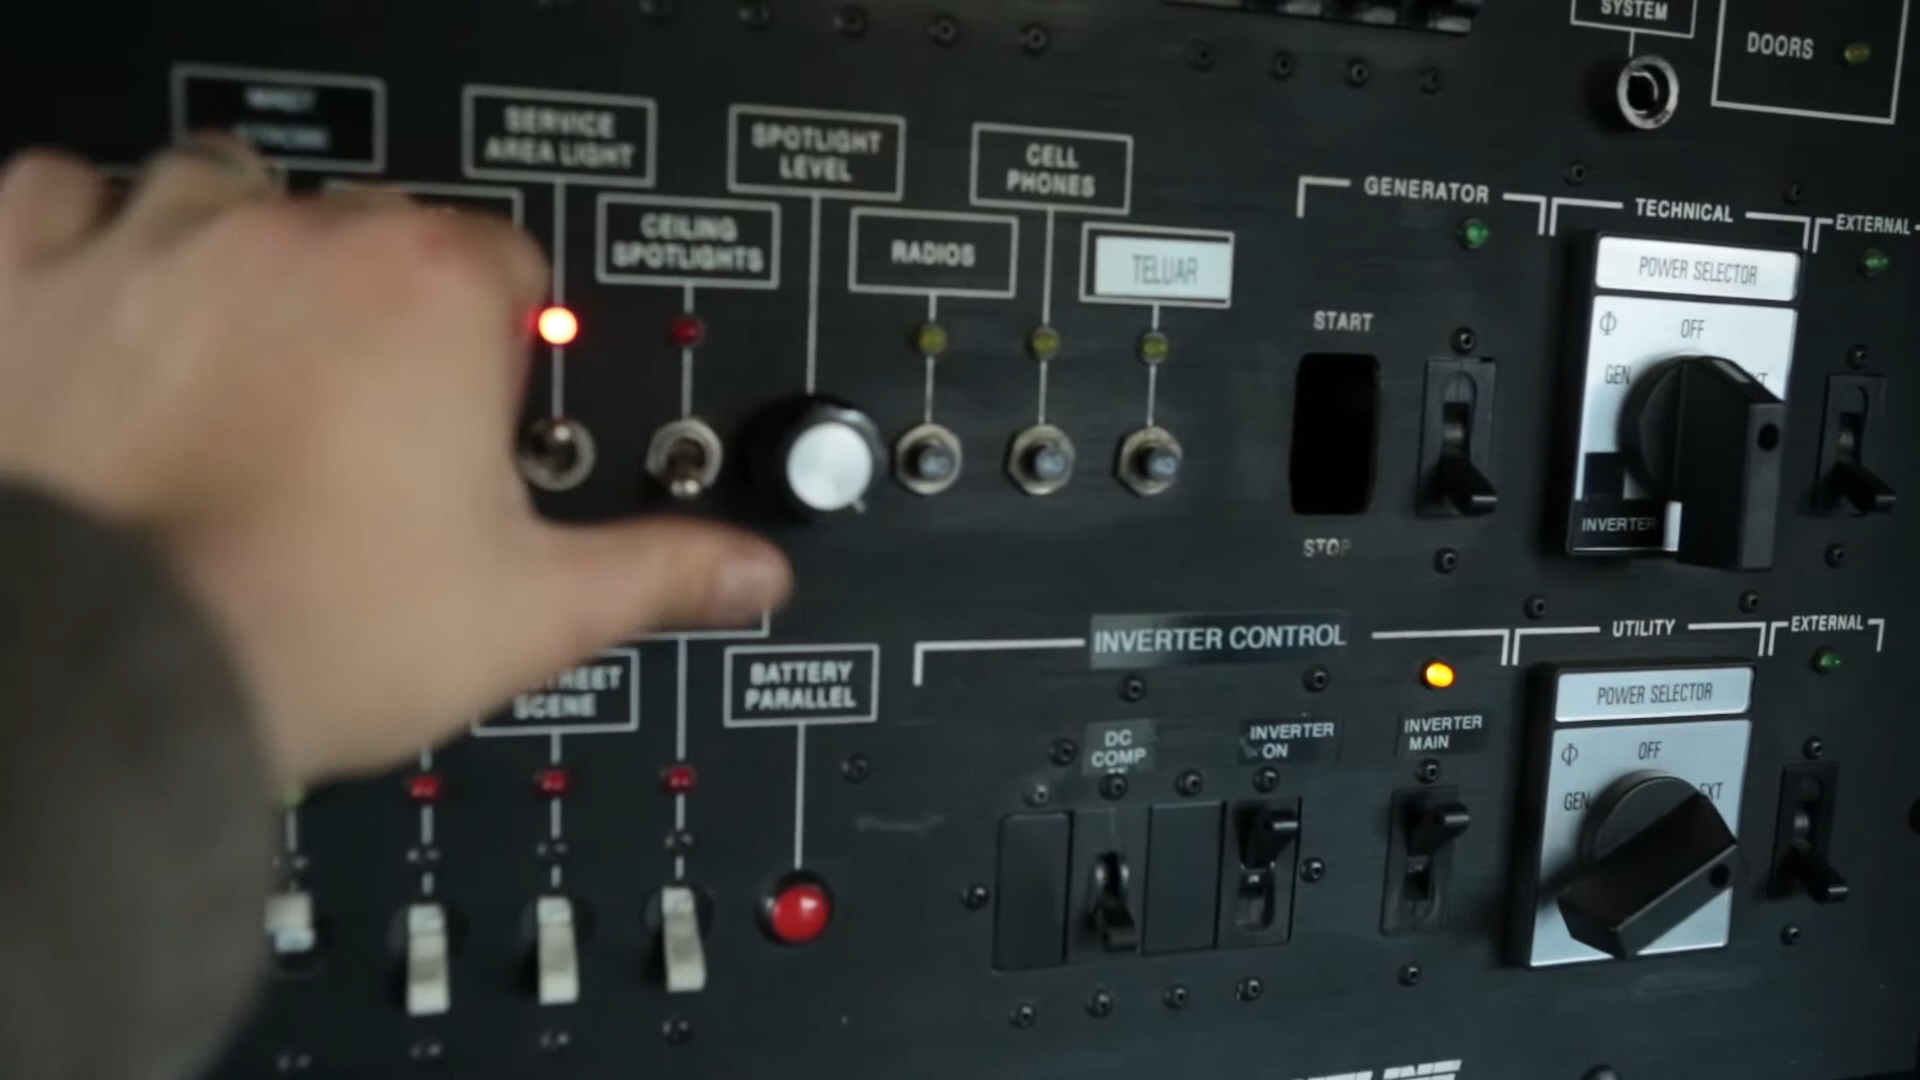 SYSTEM
DOORS
SERVICE
AREA LIGHT
SPOTLIGHT
LEVEL
CELL
PHONES
CEILING
SPOTLIGHTS
RADIOS
TELUAR
GENERATOR
TECHNICAL
EXTERNAL
POWER SELECTOR
Φ
OFF
GEN
START
STOP
INVERTER
INVERTER CONTROL
UTILITY
EXTERNAL
STREET
SCENE
BATTERY
PARALLEL
DC
COMP
INVERTER
ON
INVERTER
MAIN
POWER SELECTOR
Φ
OFF
GEN
EXT